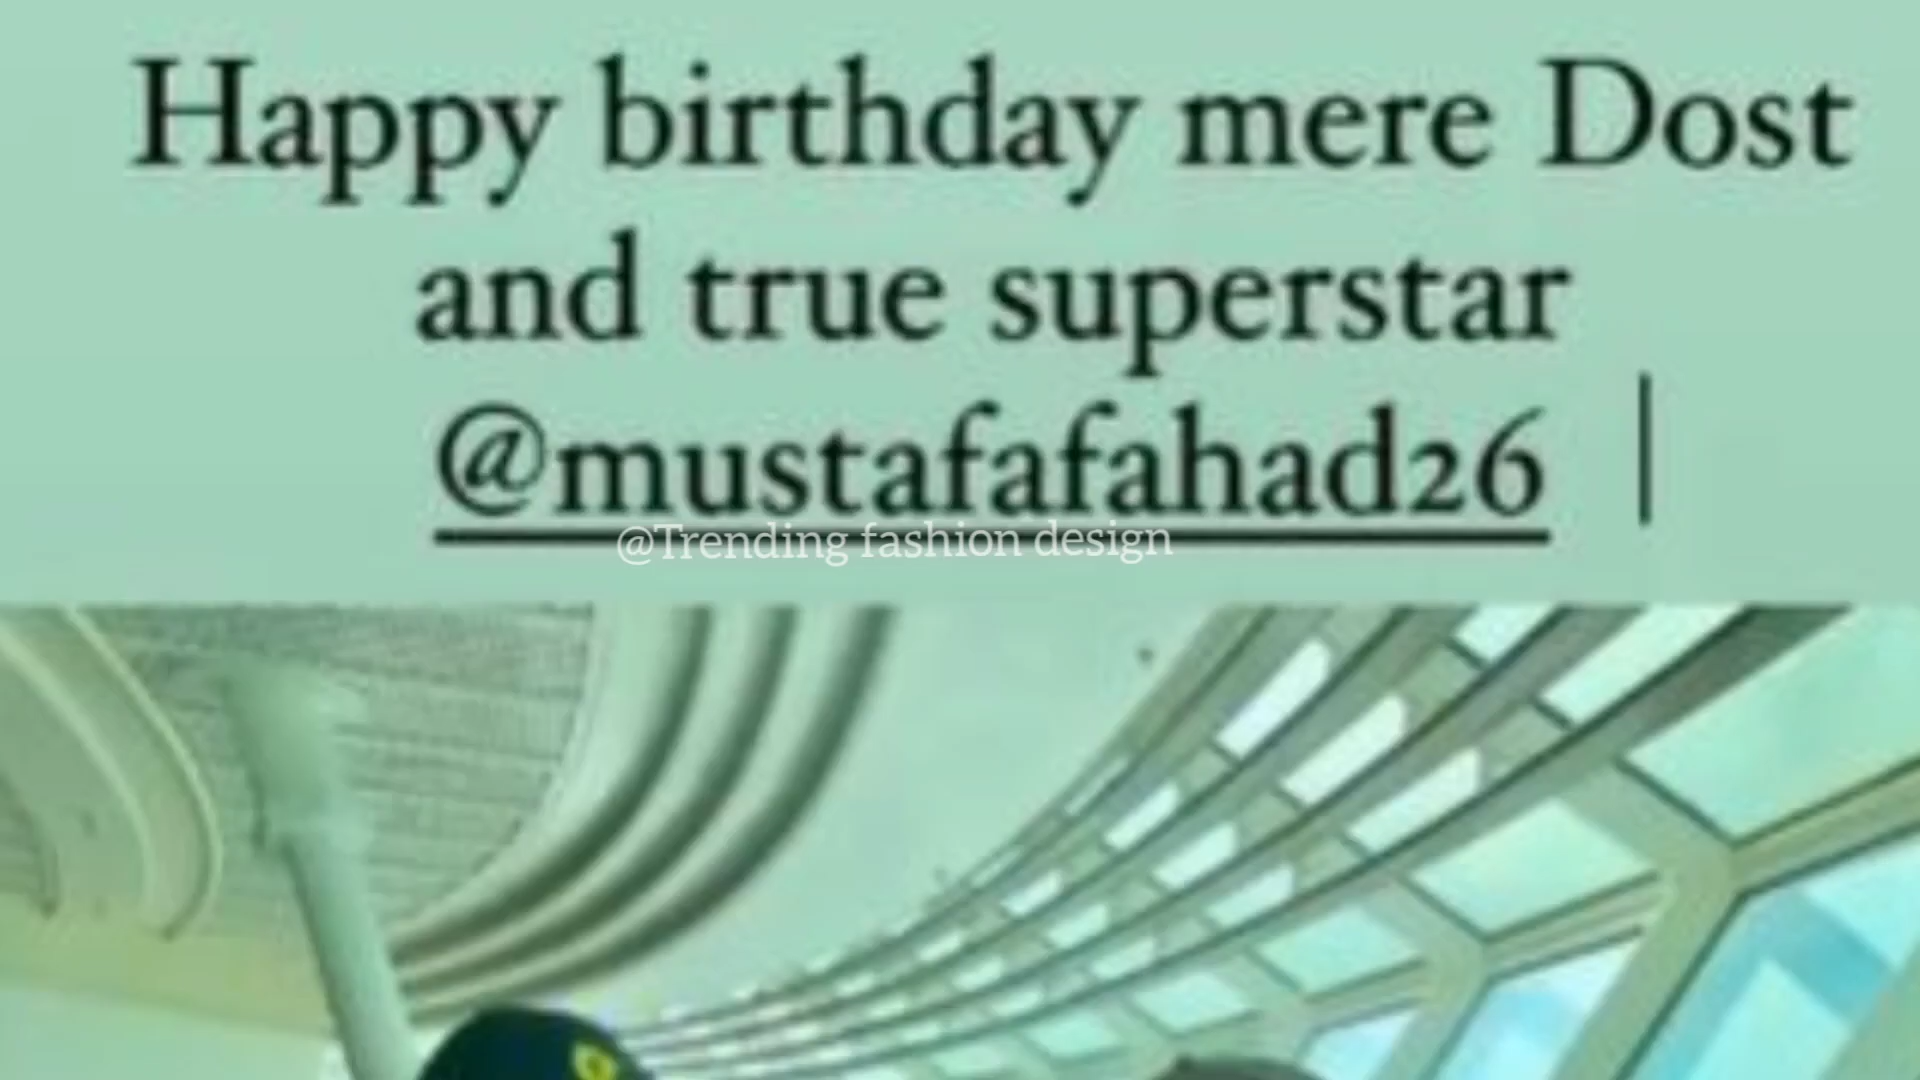 Happy birthday mere Dost
and true superstar
@mustafafahad26
@Trending fashion design